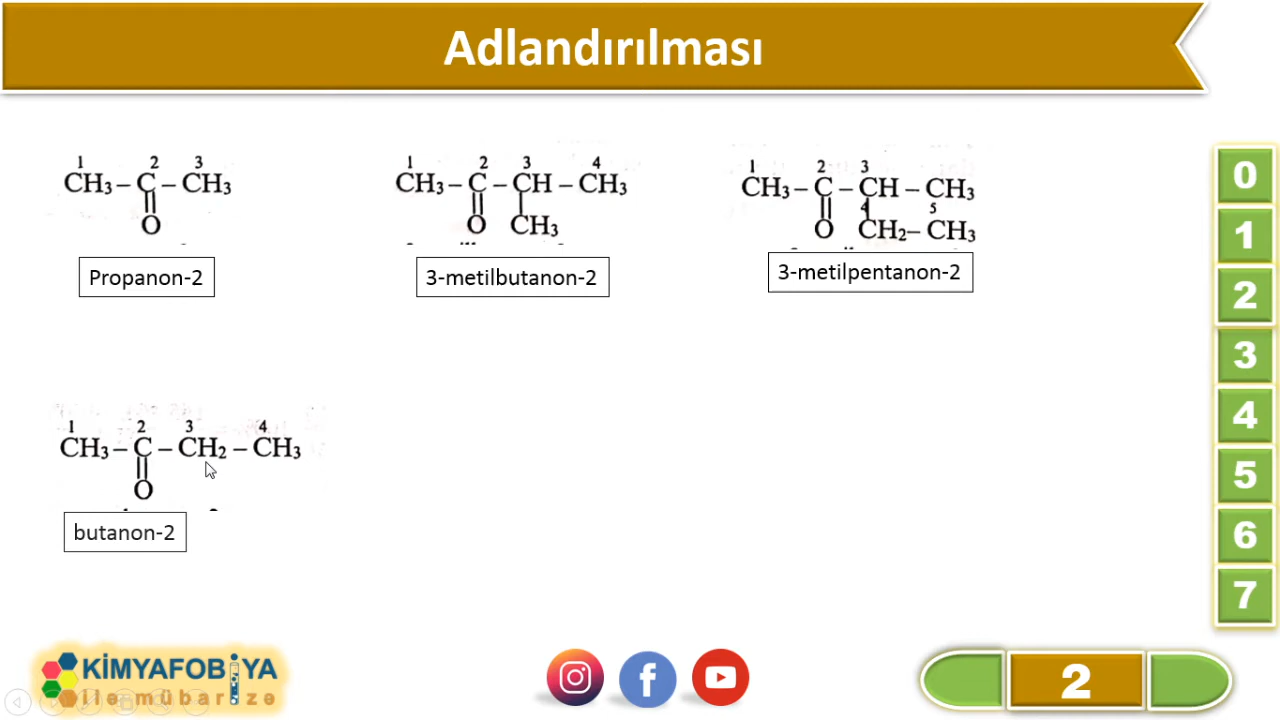 Adlandırılması
1 2 3
CH₃ – C – CH₃
O
Propanon-2
1 2 3 4
CH₃ – C – CH – CH₃
O CH₃
3-metilbutanon-2
1 2 3
CH₃ – C – CH – CH₃
4 5
O CH₂– CH₃
3-metilpentanon-2
1 2 3 4
CH₃ – C – CH₂ – CH₃
O
butanon-2
0
1
2
3
4
5
6
7
KİMYAFOBİYA
ilə mübarizə
2